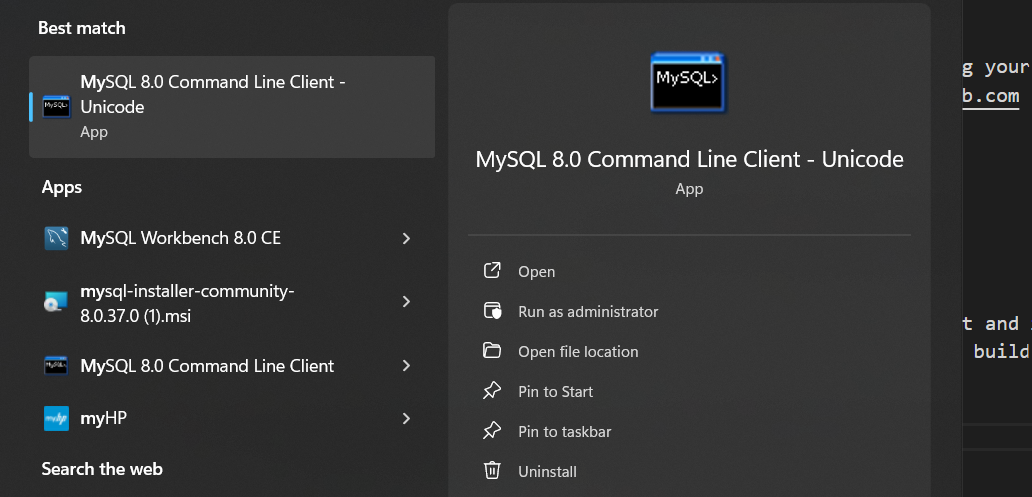 Best match
MySQL 8.0 Command Line Client -
Unicode
App
Apps
MySQL Workbench 8.0 CE
mysql-installer-community-
8.0.37.0 (1).msi
MySQL 8.0 Command Line Client
myHP
Search the web
MySQL>
MySQL 8.0 Command Line Client - Unicode
App
Open
Run as administrator
Open file location
Pin to Start
Pin to taskbar
Uninstall
g your
b.com
t and
build